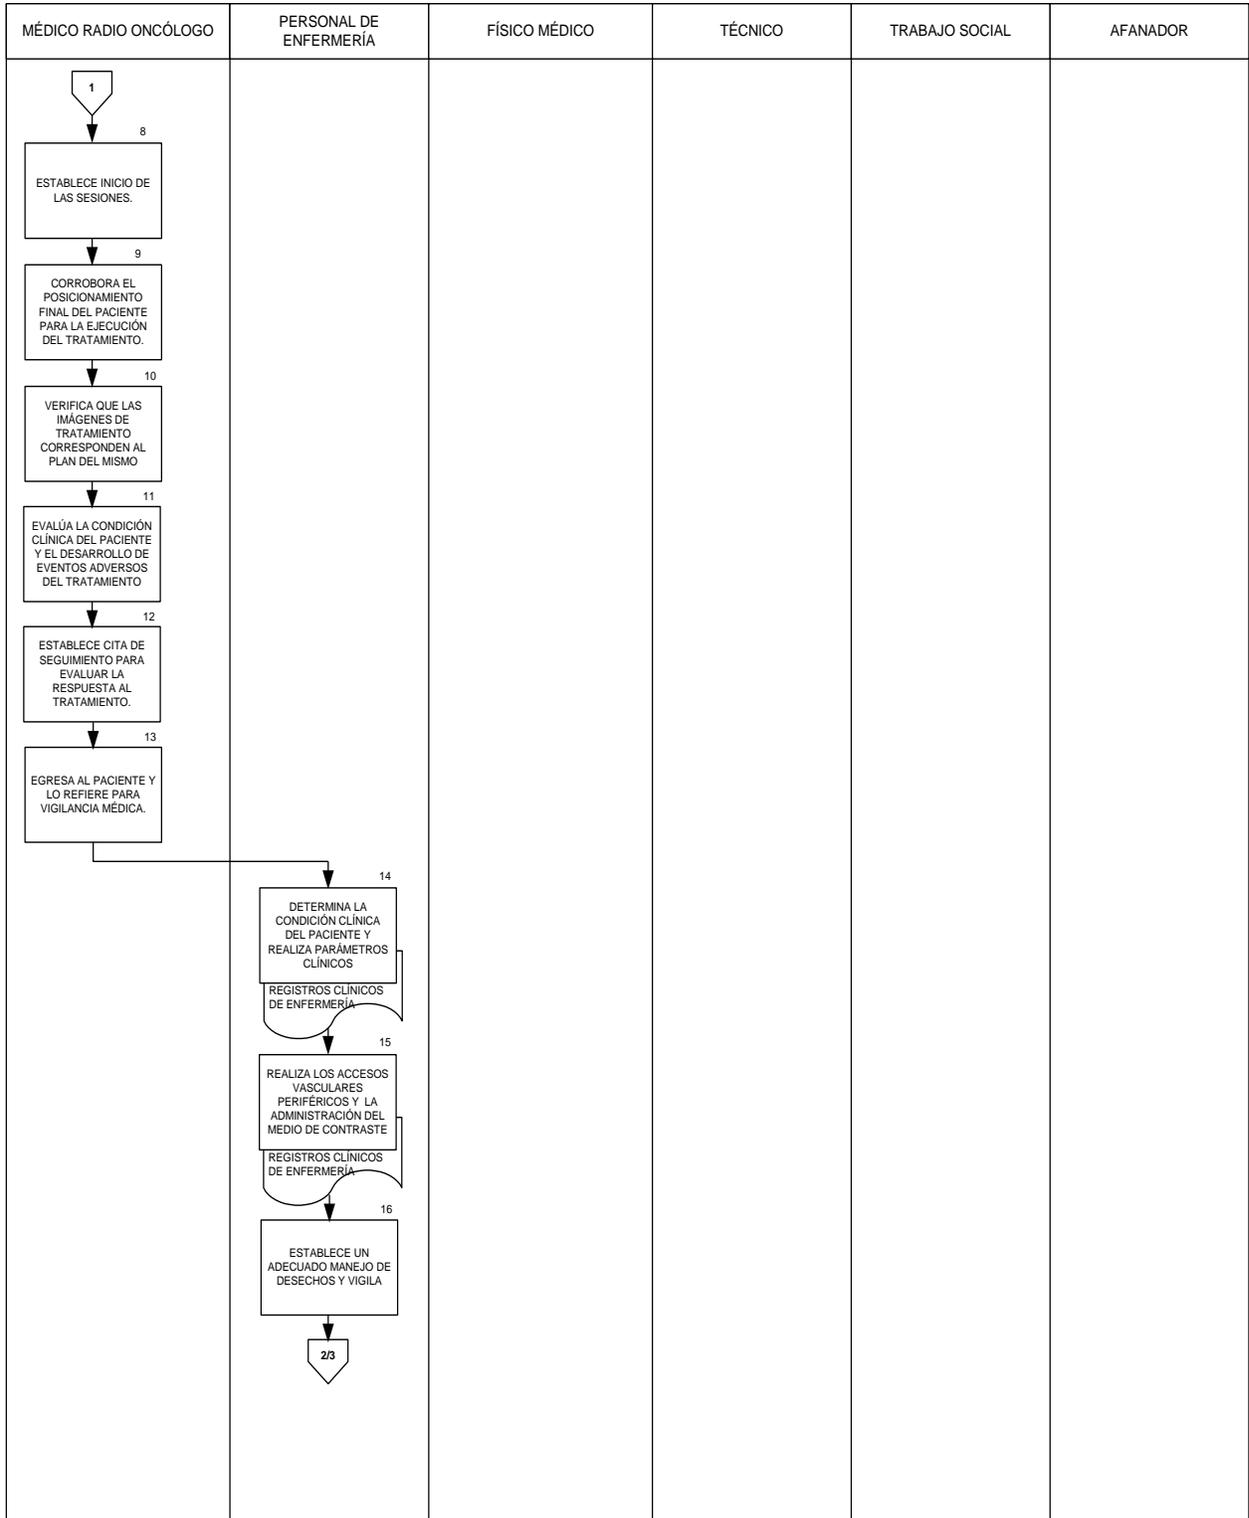 MÉDICO RADIO ONCÓLOGO
PERSONAL DE
ENFERMERÍA
FÍSICO MÉDICO
TÉCNICO
TRABAJO SOCIAL
AFANADOR
1
8
ESTABLECE INICIO DE
LAS SESIONES.
9
CORROBORA EL
POSICIONAMIENTO
FINAL DEL PACIENTE
PARA LA EJECUCIÓN
DEL TRATAMIENTO.
10
VERIFICA QUE LAS
IMÁGENES DE
TRATAMIENTO
CORRESPONDEN AL
PLAN DEL MISMO
11
EVALÚA LA CONDICIÓN
CLÍNICA DEL PACIENTE
Y EL DESARROLLO DE
EVENTOS ADVERSOS
DEL TRATAMIENTO
12
ESTABLECE CITA DE
SEGUIMIENTO PARA
EVALUAR LA
RESPUESTA AL
TRATAMIENTO.
13
EGRESA AL PACIENTE Y
LO REFIERE PARA
VIGILANCIA MÉDICA.
14
DETERMINA LA
CONDICIÓN CLÍNICA
DEL PACIENTE Y
REALIZA PARÁMETROS
CLÍNICOS
REGISTROS CLÍNICOS
DE ENFERMERÍA
15
REALIZA LOS ACCESOS
VASCULARES
PERIFÉRICOS Y LA
ADMINISTRACIÓN DEL
MEDIO DE CONTRASTE
REGISTROS CLÍNICOS
DE ENFERMERÍA
16
ESTABLECE UN
ADECUADO MANEJO DE
DESECHOS Y VIGILA
2/3